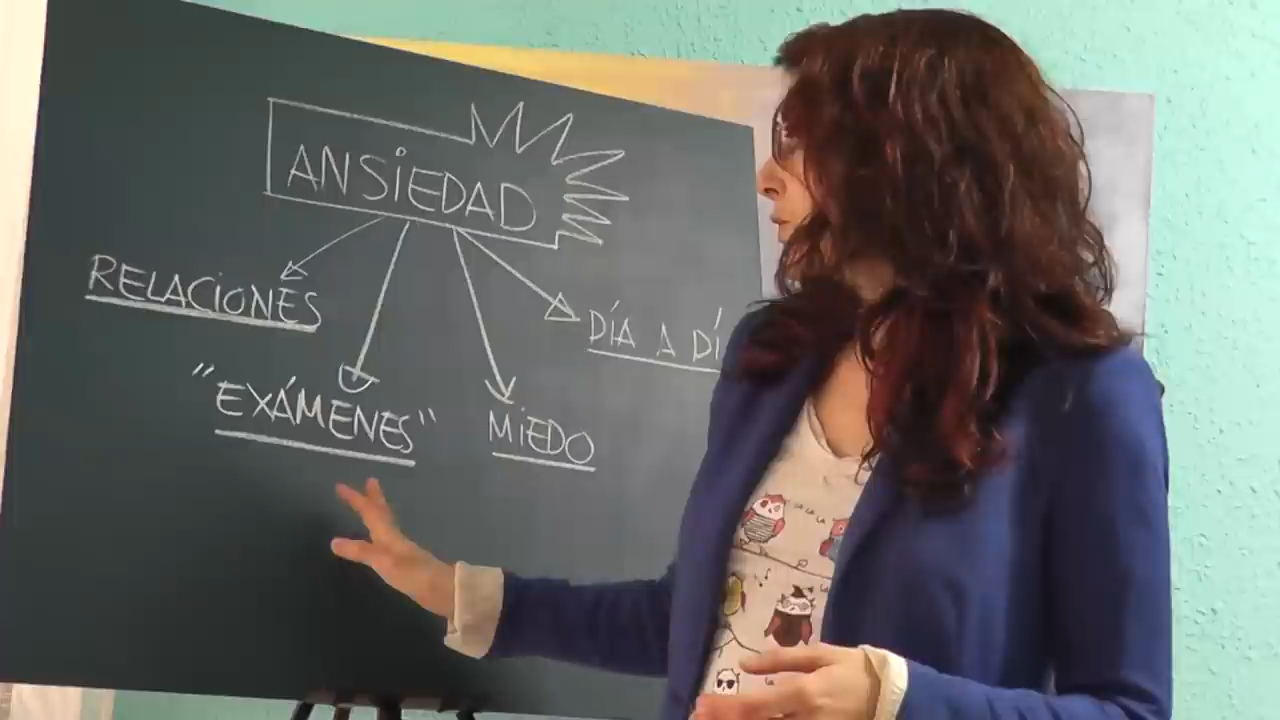 ANSiEDAD
RELACiONES
DÍA A DÍ
"EXÁMENES"
MiEDO